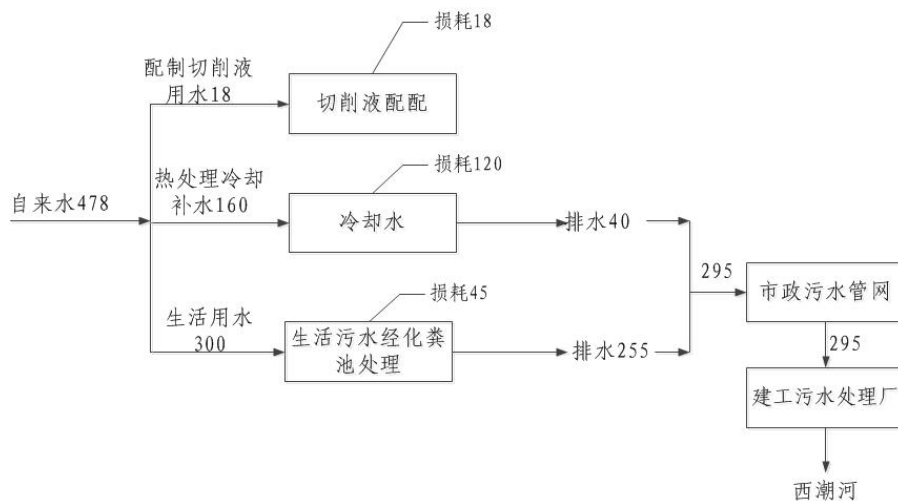 损耗18
配制切削液
用水18
切削液配配
损耗120
热处理冷却
补水160
自来水478
冷却水
排水40
295
市政污水管网
损耗45
生活用水
300
生活污水经化粪
池处理
排水255
295
建工污水处理厂
西潮河